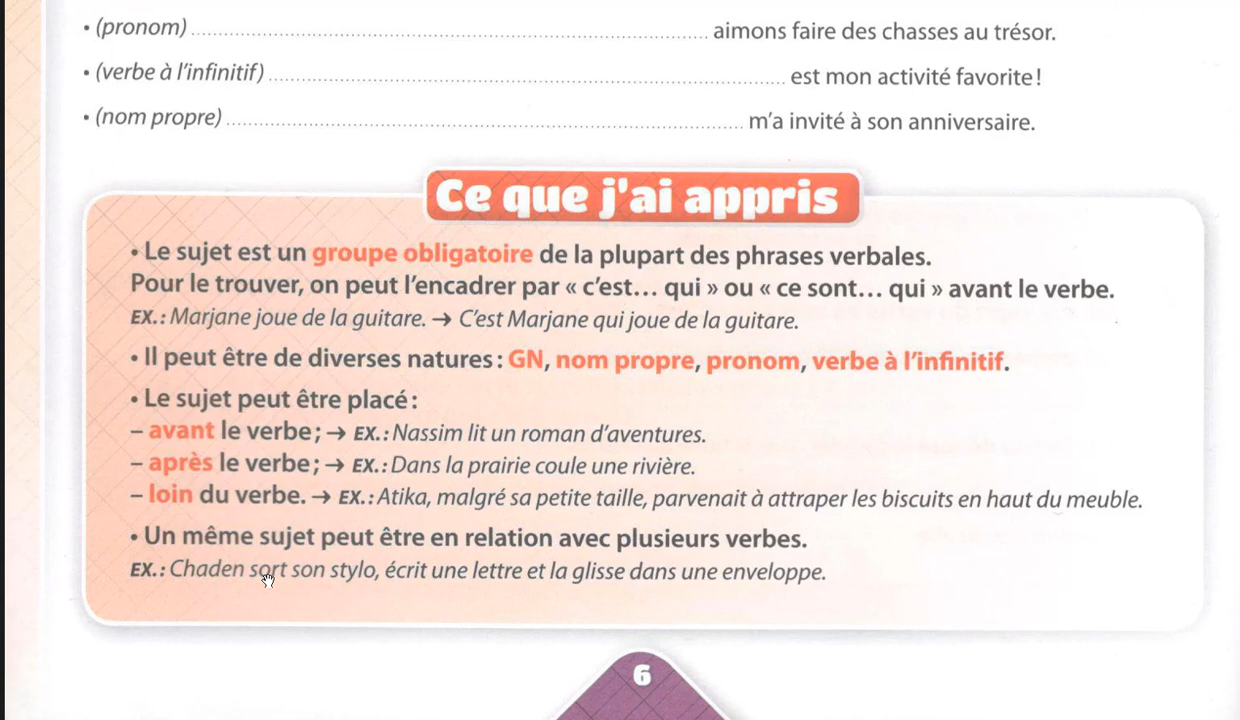 • (pronom) ........ aimons faire des chasses au trésor.
• (verbe à l'infinitif) ........ est mon activité favorite !
• (nom propre) ........ m'a invité à son anniversaire.
Ce que j'ai appris
• Le sujet est un groupe obligatoire de la plupart des phrases verbales.
Pour le trouver, on peut l'encadrer par « c'est… qui » ou « ce sont… qui » avant le verbe.
EX. : Marjane joue de la guitare. → C'est Marjane qui joue de la guitare.
• Il peut être de diverses natures : GN, nom propre, pronom, verbe à l'infinitif.
• Le sujet peut être placé :
– avant le verbe ; → EX. : Nassim lit un roman d'aventures.
– après le verbe ; → EX. : Dans la prairie coule une rivière.
– loin du verbe. → EX. : Atika, malgré sa petite taille, parvenait à attraper les biscuits en haut du meuble.
• Un même sujet peut être en relation avec plusieurs verbes.
EX. : Chaden sort son stylo, écrit une lettre et la glisse dans une enveloppe.
6